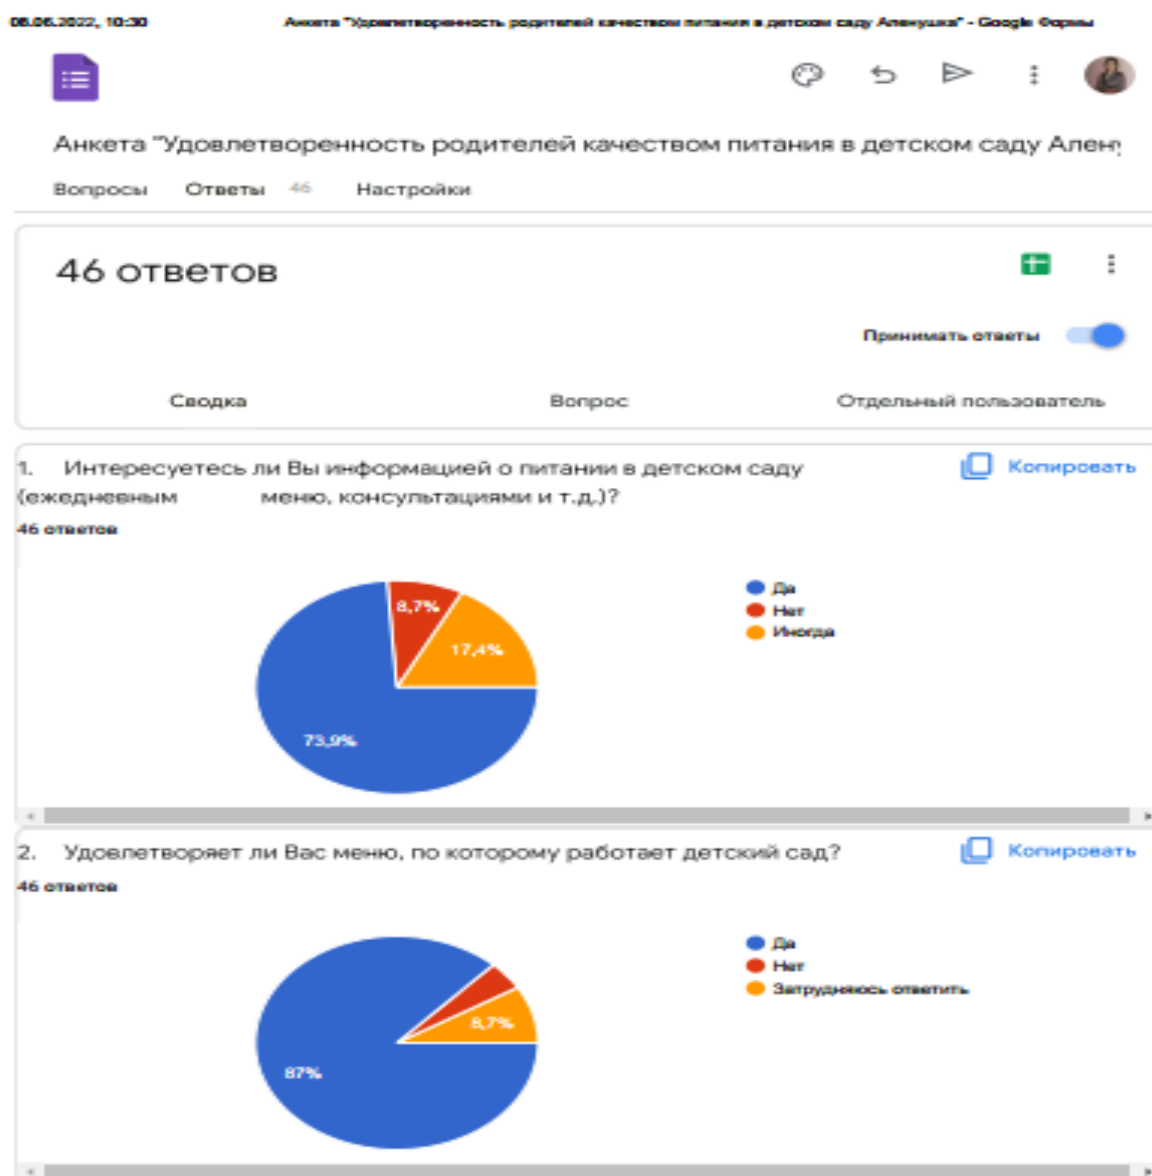 08.06.2022, 10:30 Анкета "Удовлетворенность родителей качеством питания в детском саду Аленушка" - Google Формы
Анкета "Удовлетворенность родителей качеством питания в детском саду Ален
Вопросы Ответы 46 Настройки
46 ответов
Принимать ответы
Сводка Вопрос Отдельный пользователь
1. Интересуетесь ли Вы информацией о питании в детском саду
(ежедневным меню, консультациями и т.д.)?
Копировать
46 ответов
Да
Нет
Иногда
8,7%
17,4%
73,9%
2. Удовлетворяет ли Вас меню, по которому работает детский сад?
Копировать
46 ответов
Да
Нет
Затрудняюсь ответить
8,7%
87%